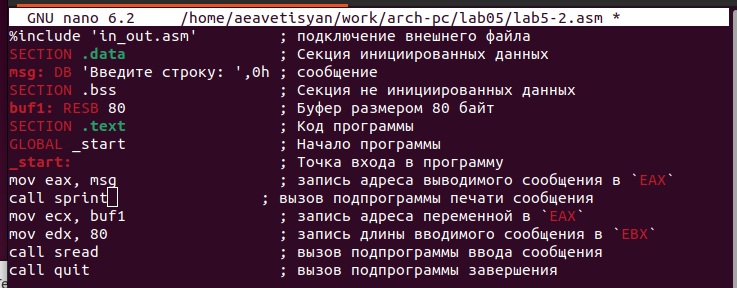 GNU nano 6.2 /home/aeavetisyan/work/arch-pc/lab05/lab5-2.asm *
%include 'in_out.asm' ; подключение внешнего файла
SECTION .data ; Секция инициированных данных
msg: DB 'Введите строку: ',0h ; сообщение
SECTION .bss ; Секция не инициированных данных
buf1: RESB 80 ; Буфер размером 80 байт
SECTION .text ; Код программы
GLOBAL _start ; Начало программы
_start: ; Точка входа в программу
mov eax, msg ; запись адреса выводимого сообщения в `EAX`
call sprint ; вызов подпрограммы печати сообщения
mov ecx, buf1 ; запись адреса переменной в `EAX`
mov edx, 80 ; запись длины вводимого сообщения в `EBX`
call sread ; вызов подпрограммы ввода сообщения
call quit ; вызов подпрограммы завершения